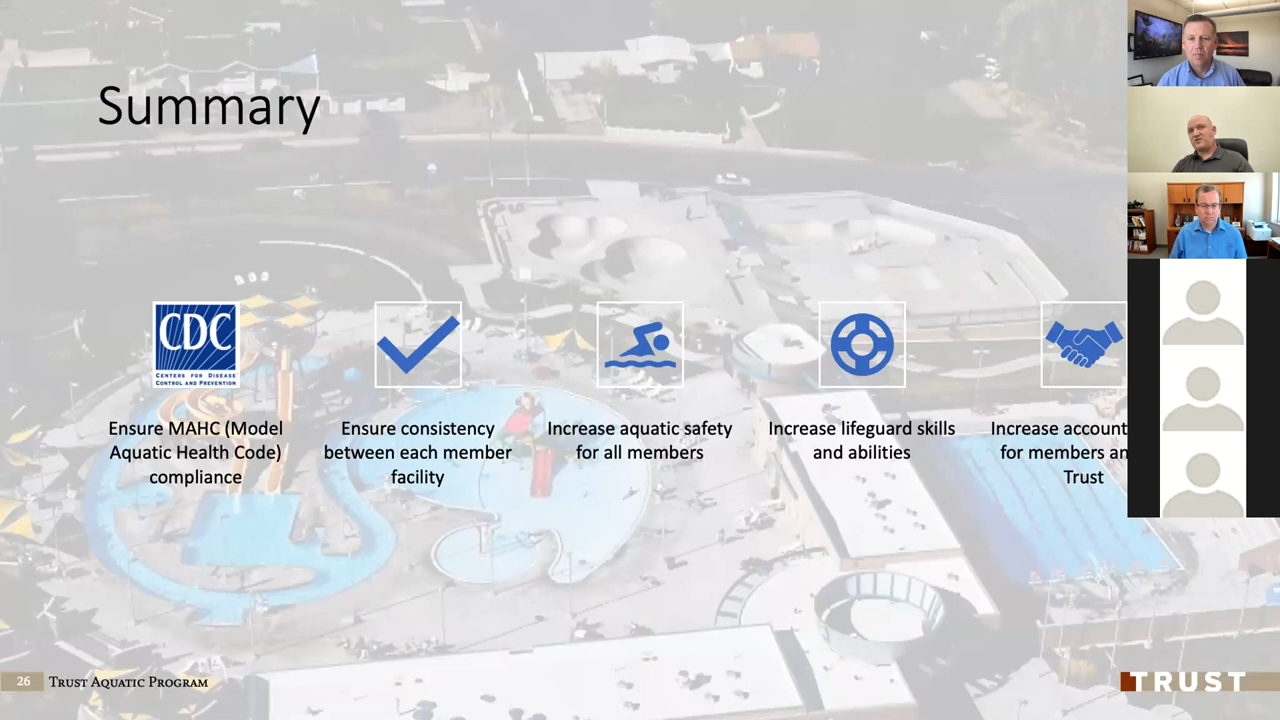 Summary
CDC
CENTERS FOR DISEASE
CONTROL AND PREVENTION
Ensure MAHC (Model
Aquatic Health Code)
compliance
Ensure consistency
between each member
facility
Increase aquatic safety
for all members
Increase lifeguard skills
and abilities
Increase
for members
Trust
26
TRUST AQUATIC PROGRAM
TRUST